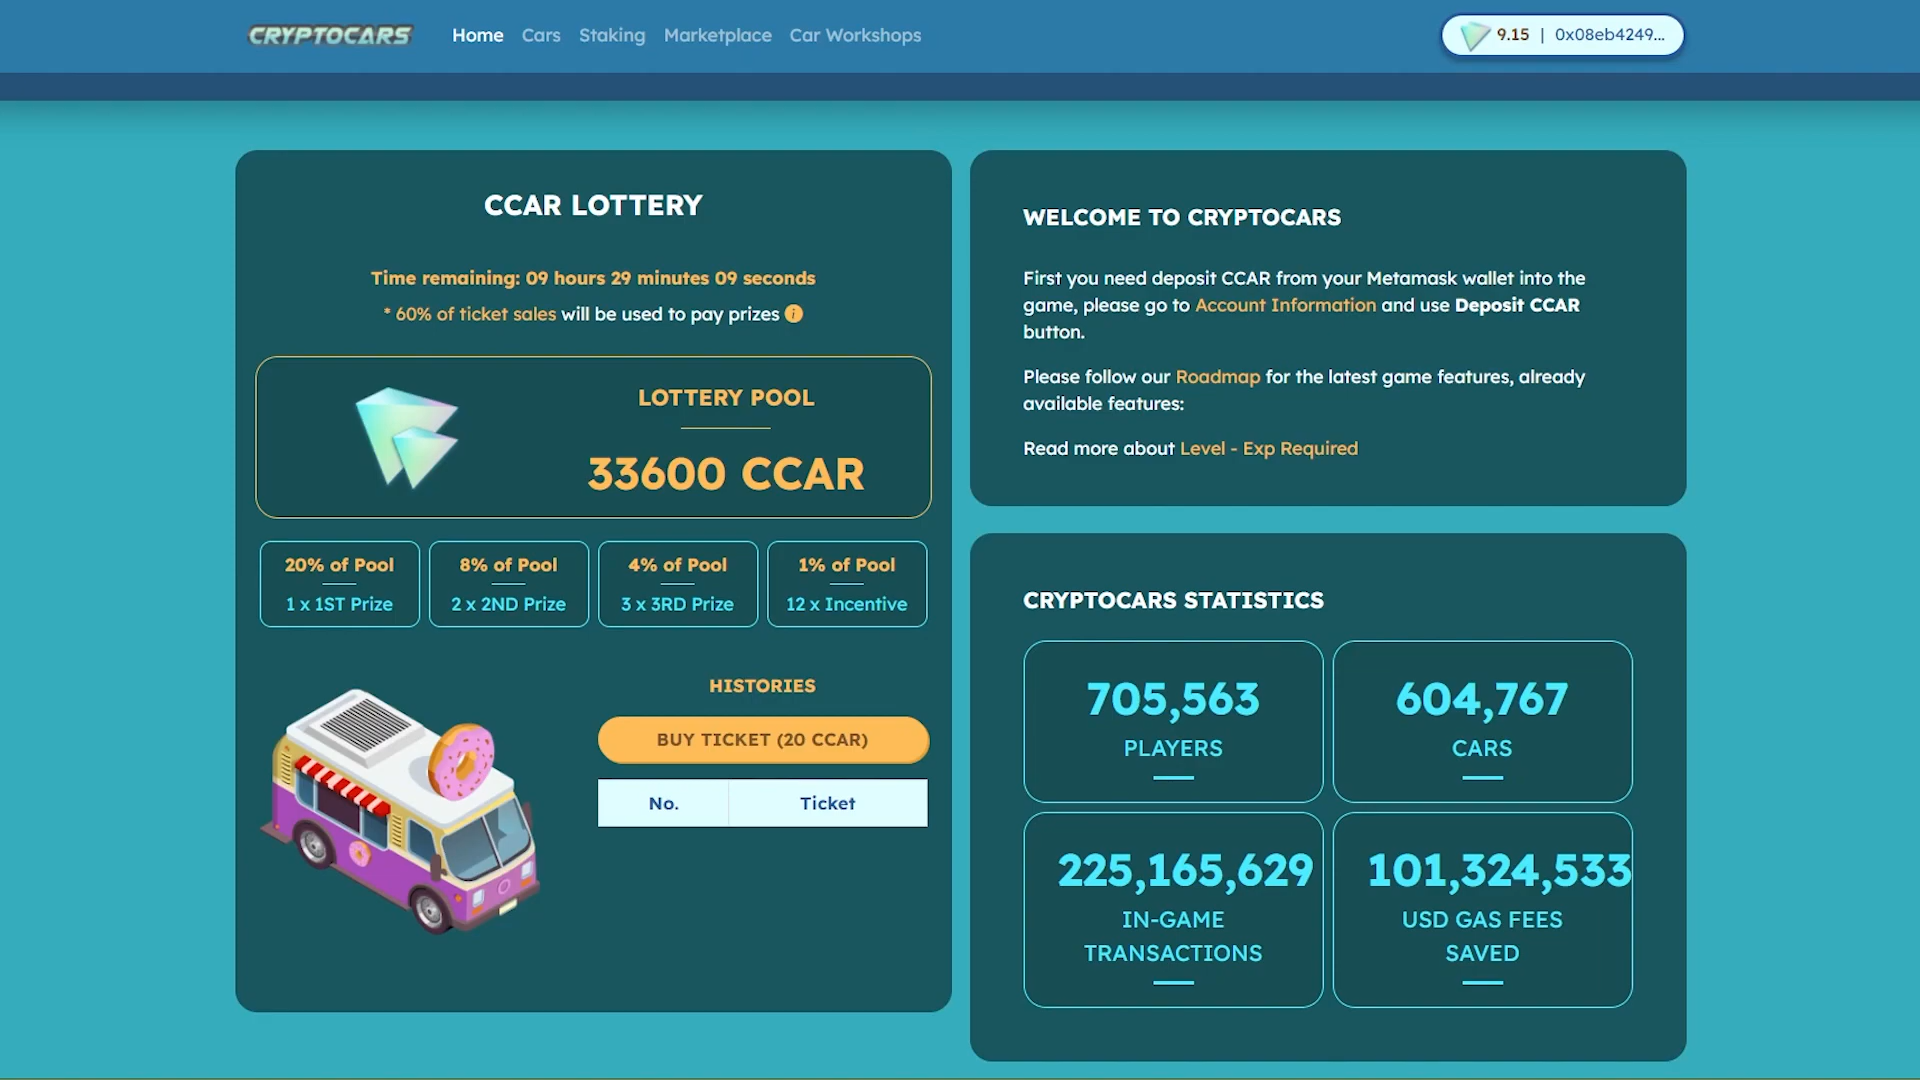 CRYPTOCARS
Home
Cars
Staking
Marketplace
Car Workshops
9.15 | 0x08eb4249...
CCAR LOTTERY
Time remaining: 09 hours 29 minutes 09 seconds
* 60% of ticket sales will be used to pay prizes i
LOTTERY POOL
33600 CCAR
20% of Pool
1 x 1ST Prize
8% of Pool
2 x 2ND Prize
4% of Pool
3 x 3RD Prize
1% of Pool
12 x Incentive
HISTORIES
BUY TICKET (20 CCAR)
No.
Ticket
WELCOME TO CRYPTOCARS
First you need deposit CCAR from your Metamask wallet into the
game, please go to Account Information and use Deposit CCAR
button.
Please follow our Roadmap for the latest game features, already
available features:
Read more about Level - Exp Required
CRYPTOCARS STATISTICS
705,563
PLAYERS
604,767
CARS
225,165,629
IN-GAME
TRANSACTIONS
101,324,533
USD GAS FEES
SAVED